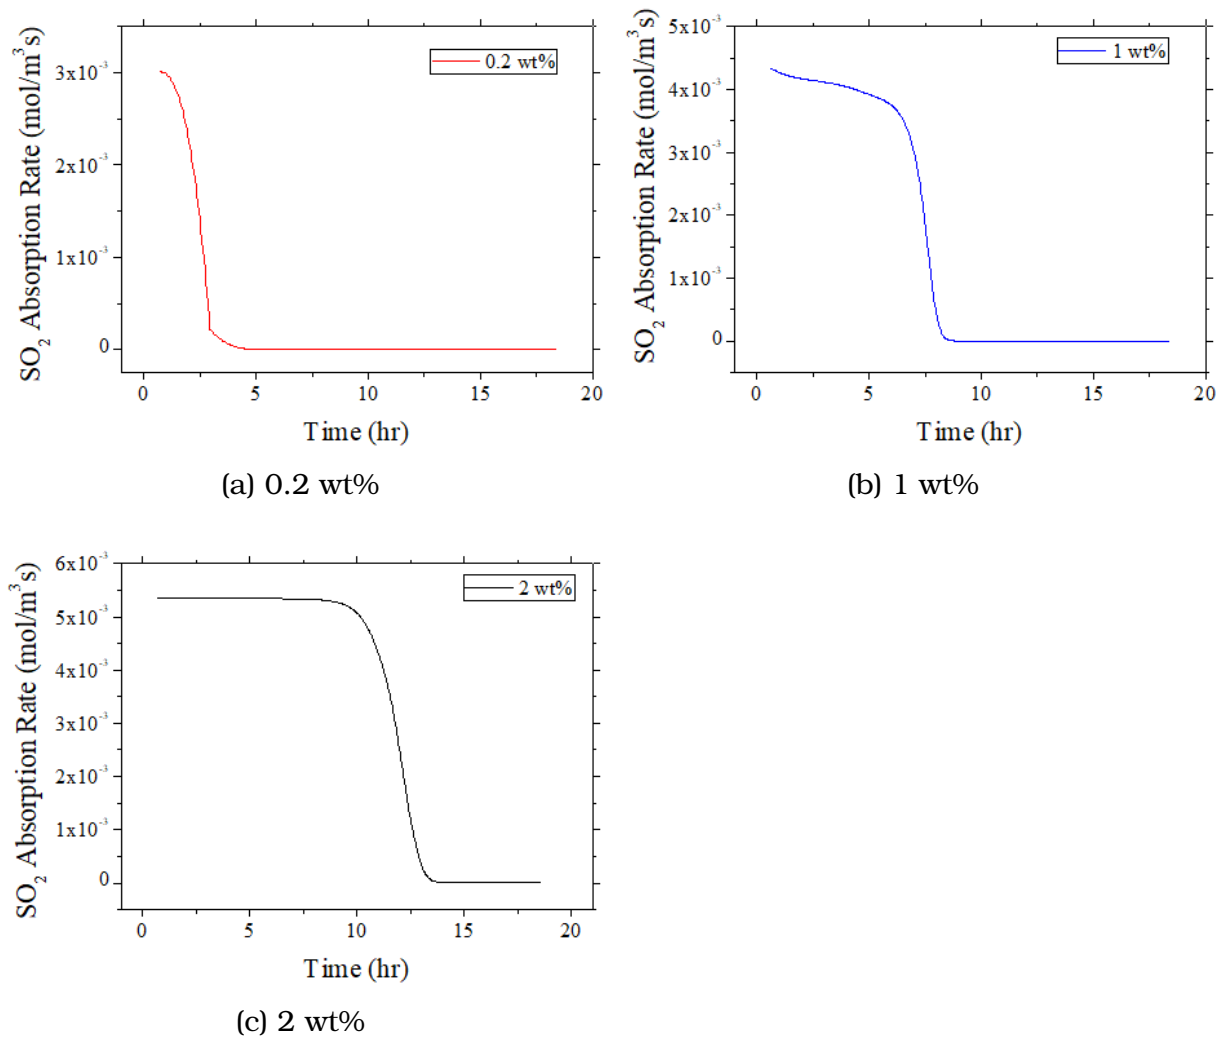 SO₂ Absorption Rate (mol/m³s)
3x10⁻³
2x10⁻³
1x10⁻³
0
0.2 wt%
0 5 10 15 20
Time (hr)
(a) 0.2 wt%
SO₂ Absorption Rate (mol/m³s)
5x10⁻³
4x10⁻³
3x10⁻³
2x10⁻³
1x10⁻³
0
1 wt%
0 5 10 15 20
Time (hr)
(b) 1 wt%
SO₂ Absorption Rate (mol/m³s)
6x10⁻³
5x10⁻³
4x10⁻³
3x10⁻³
2x10⁻³
1x10⁻³
0
2 wt%
0 5 10 15 20
Time (hr)
(c) 2 wt%